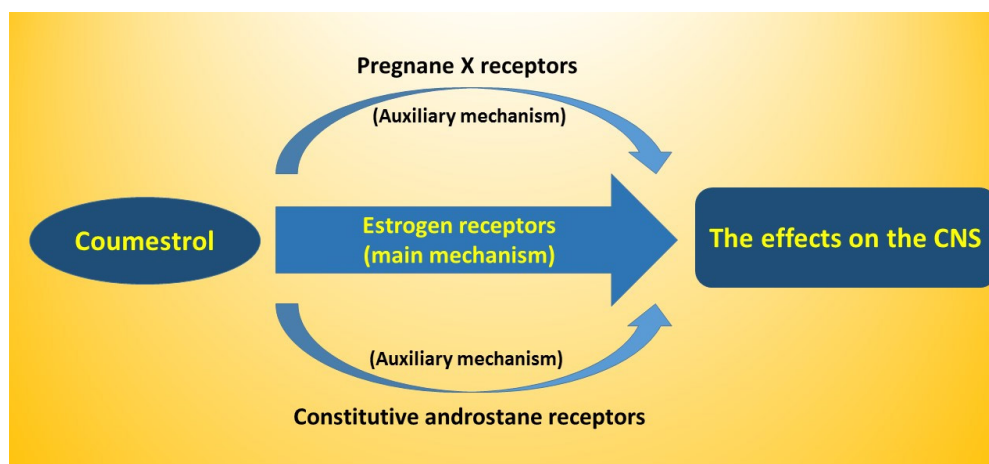 Pregnane X receptors
(Auxiliary mechanism)
Coumestrol
Estrogen receptors
(main mechanism)
The effects on the CNS
(Auxiliary mechanism)
Constitutive androstane receptors